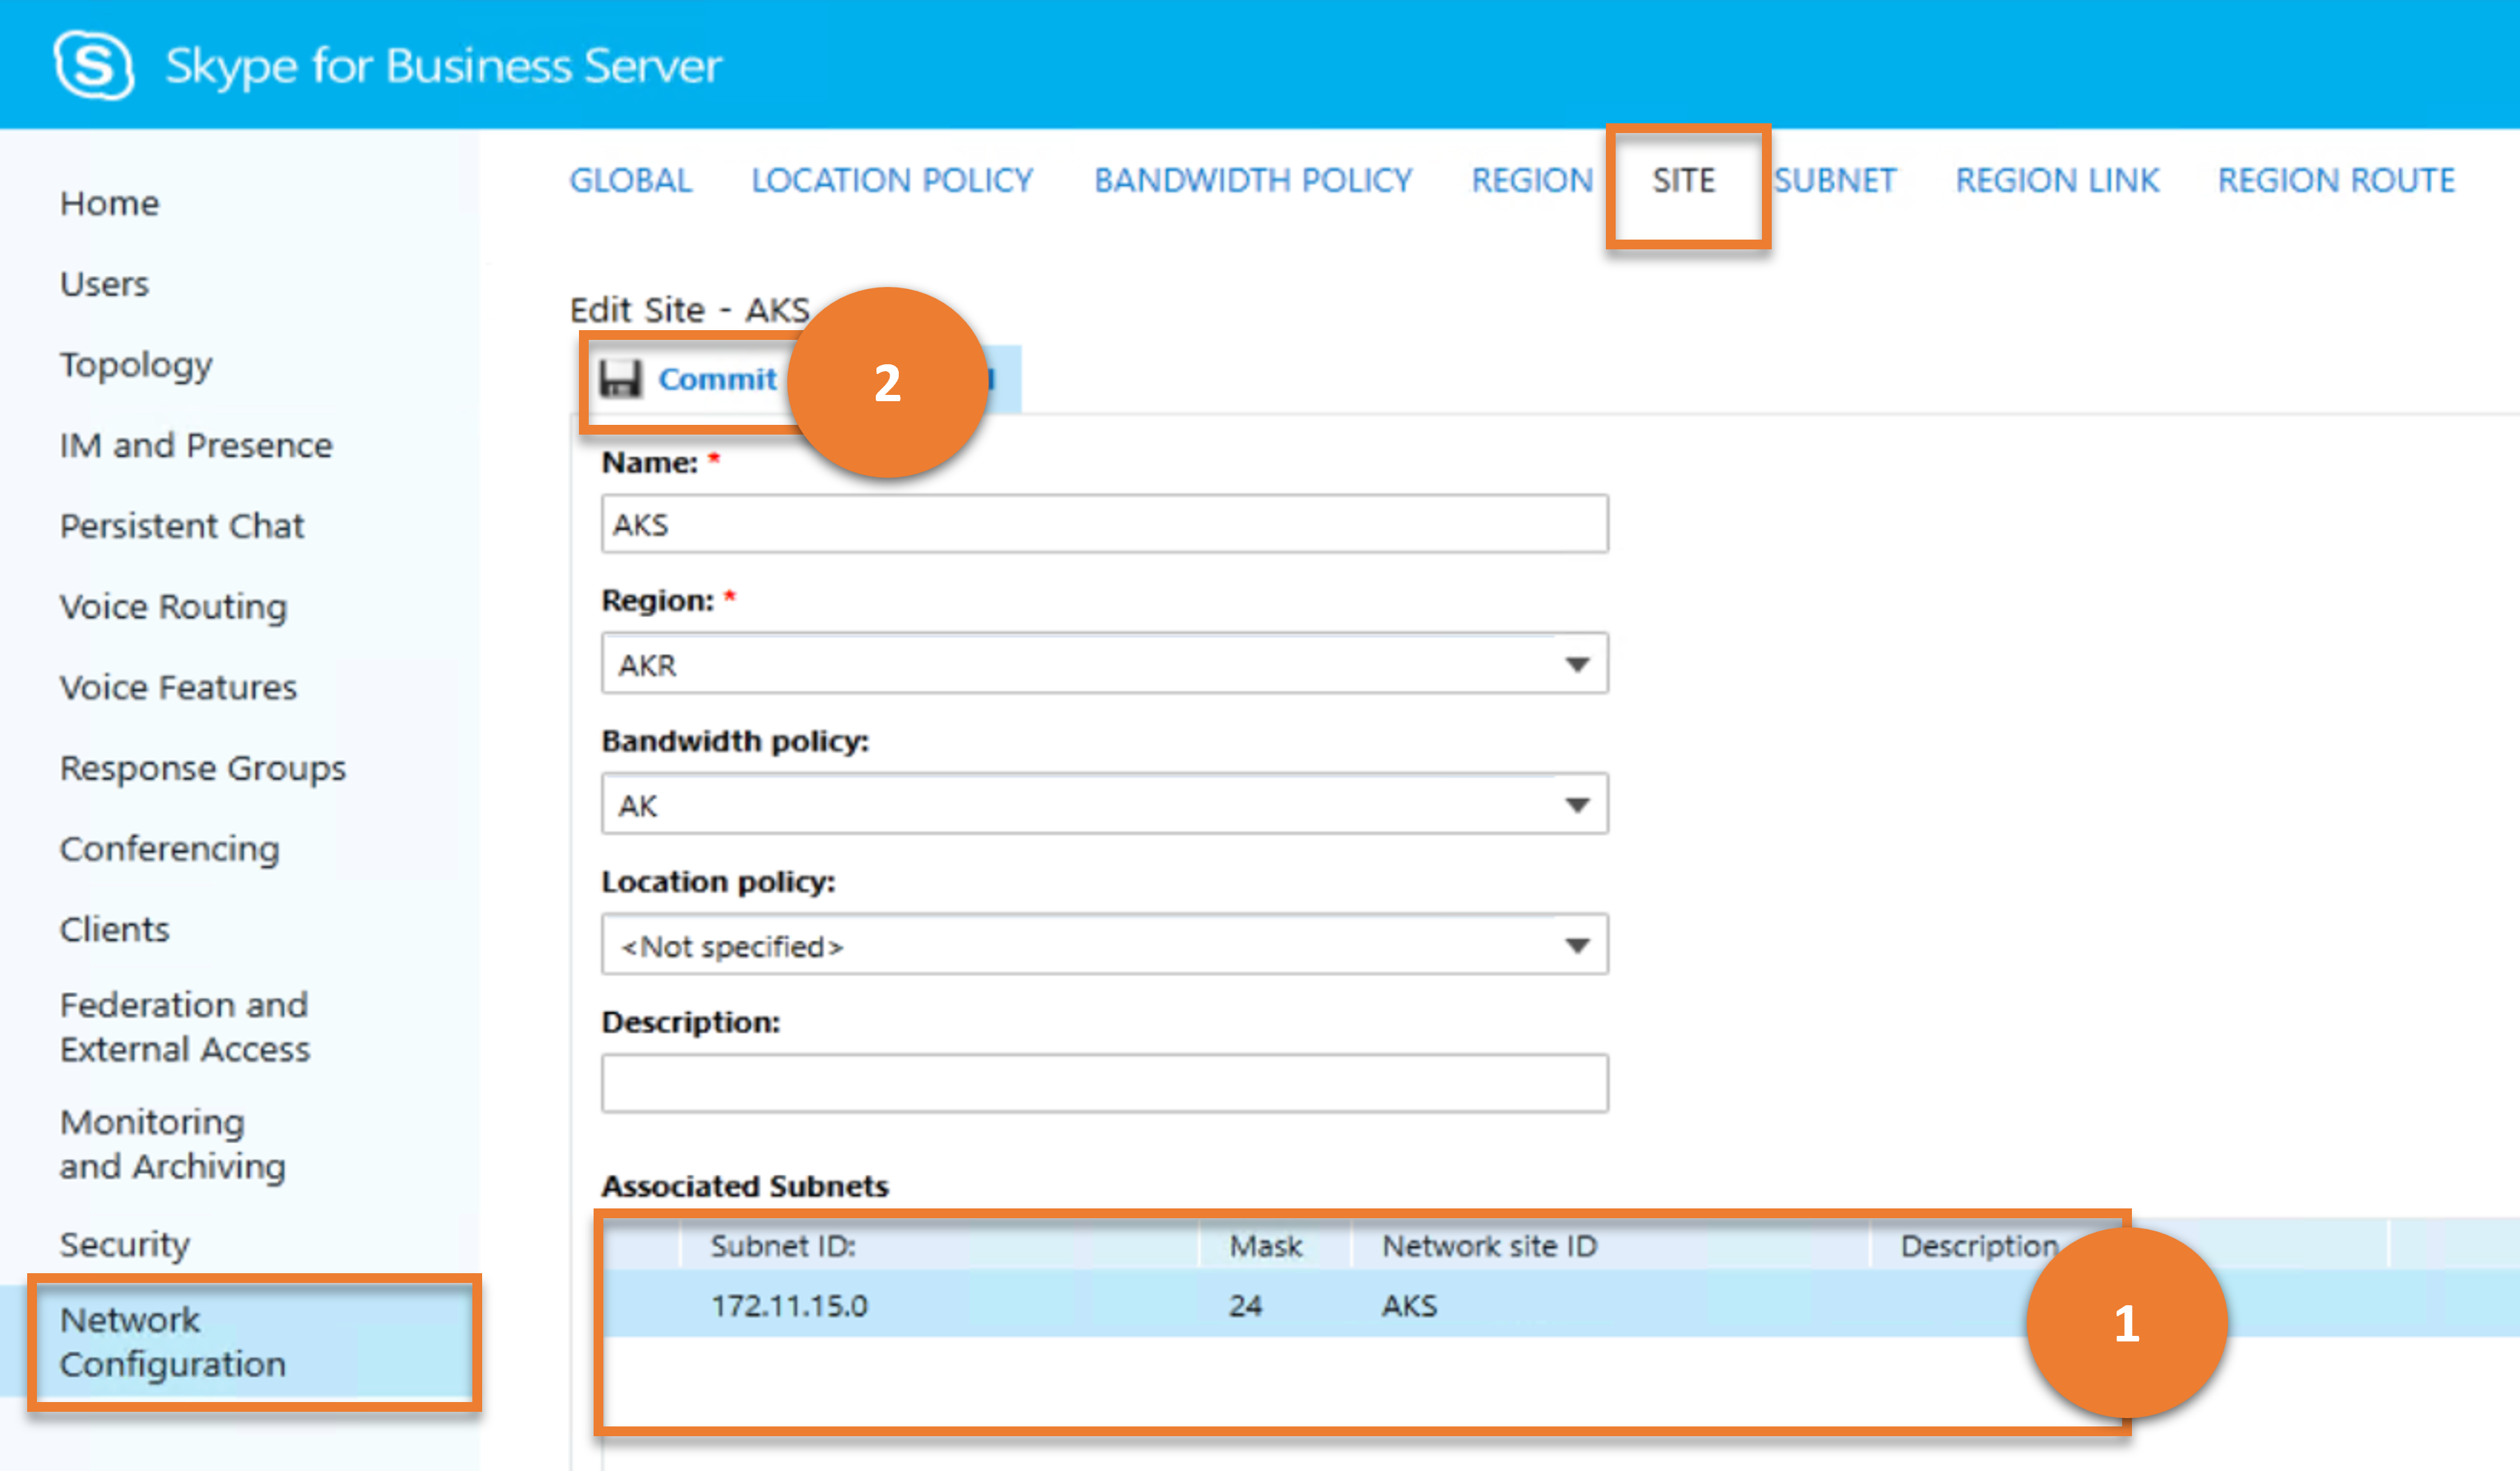 Skype for Business Server
GLOBAL LOCATION POLICY BANDWIDTH POLICY REGION SITE SUBNET REGION LINK REGION ROUTE
Home
Users
Topology
IM and Presence
Persistent Chat
Voice Routing
Voice Features
Response Groups
Conferencing
Clients
Federation and
External Access
Monitoring
and Archiving
Security
Network
Configuration
Edit Site - AKS
Commit
2
Name: *
AKS
Region: *
AKR
Bandwidth policy:
AK
Location policy:
<Not specified>
Description:
Associated Subnets
Subnet ID: Mask Network site ID Description
172.11.15.0 24 AKS
1